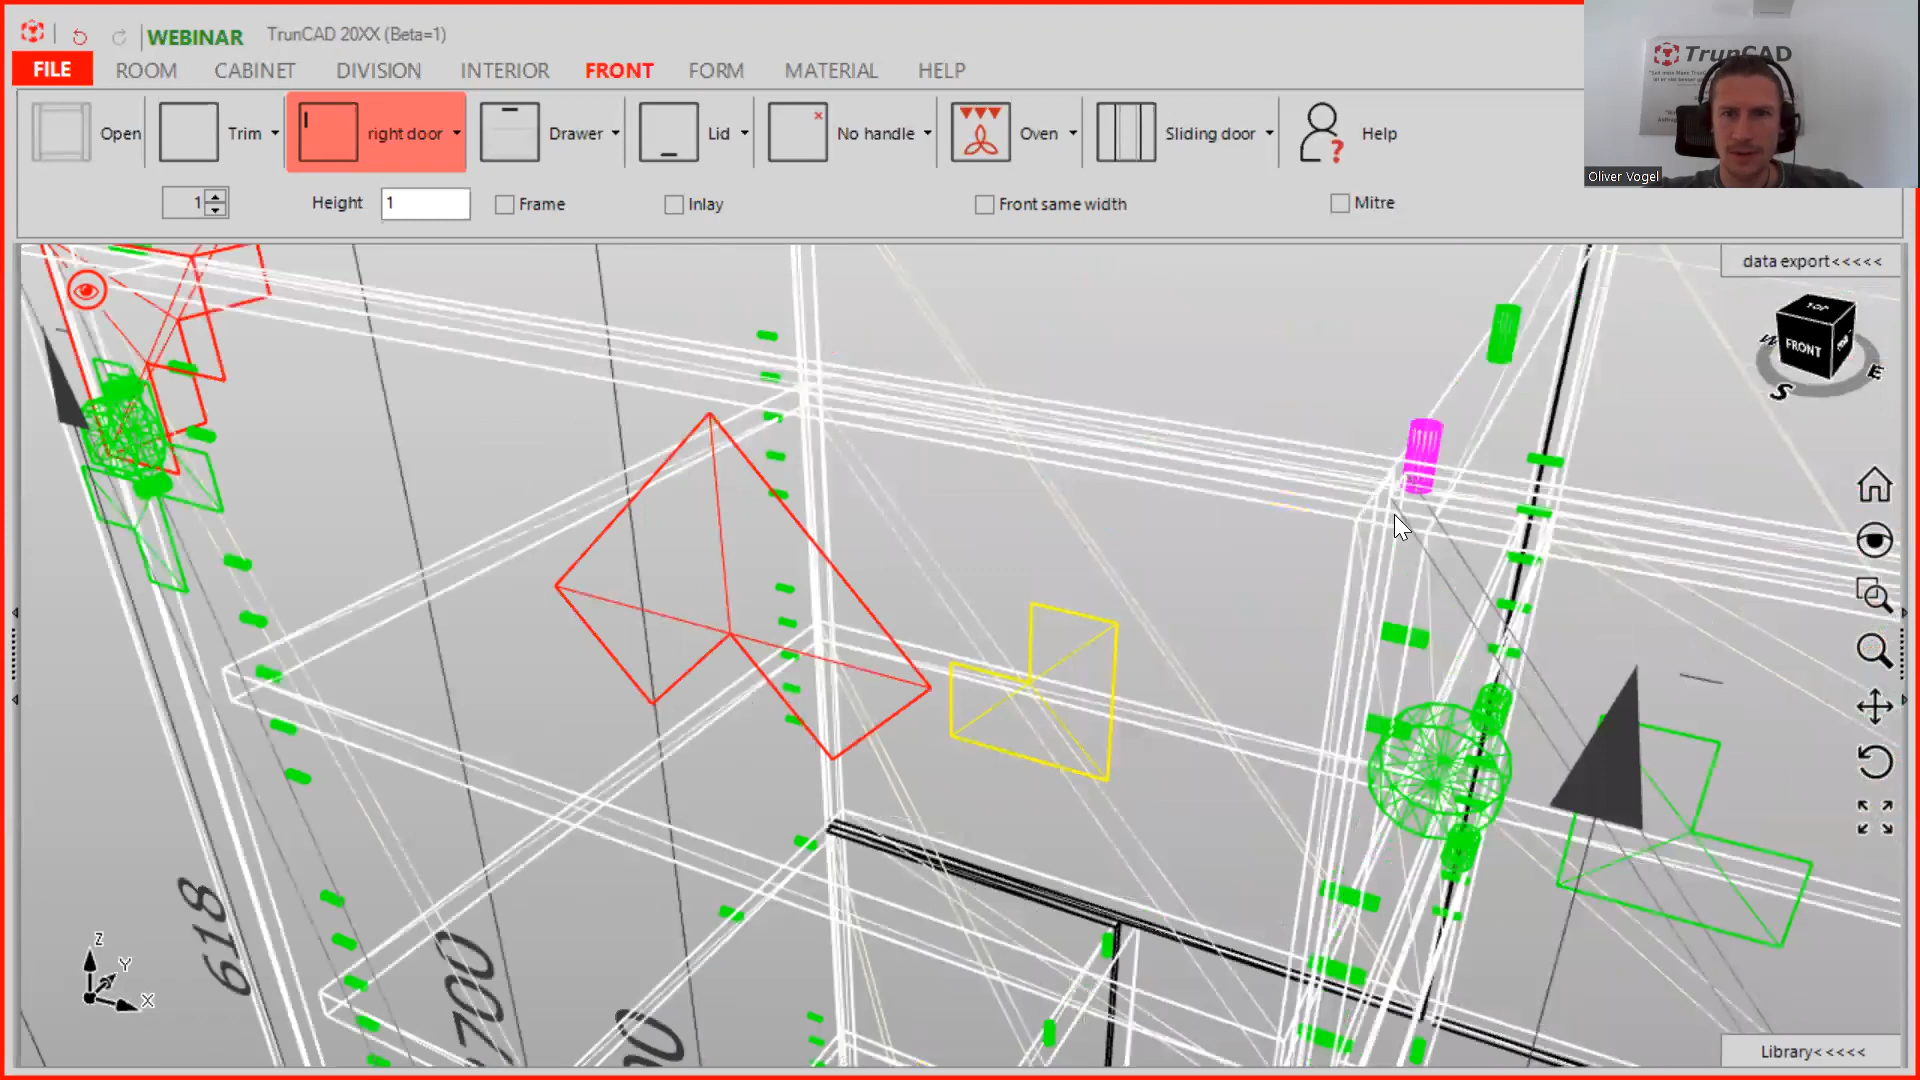 WEBINAR
TrunCAD 20XX (Beta=1)
FILE
ROOM
CABINET
DIVISION
INTERIOR
FRONT
FORM
MATERIAL
HELP
Open
Trim
right door
Drawer
Lid
No handle
Oven
Sliding door
Help
1
Height
1
Frame
Inlay
Front same width
Mitre
TrunCAD
Oliver Vogel
data export<<<<<
TOP
FRONT
W
S
E
618
Z
Y
X
Library<<<<<